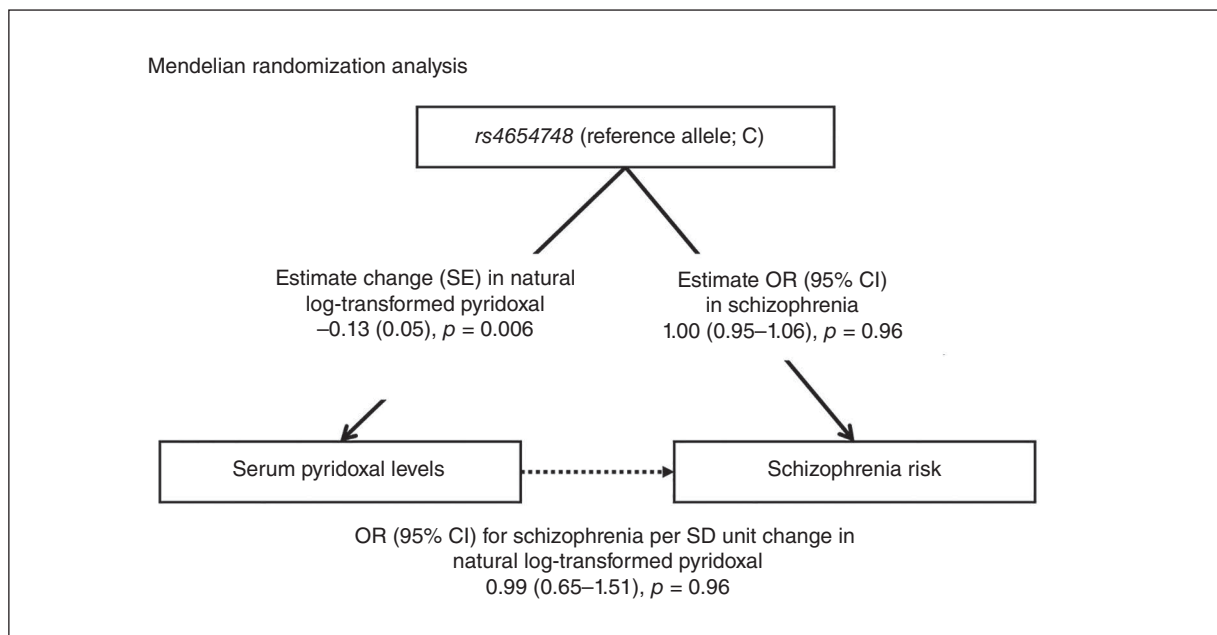 Mendelian randomization analysis
rs4654748 (reference allele; C)
Estimate change (SE) in natural
log-transformed pyridoxal
–0.13 (0.05), p = 0.006
Estimate OR (95% CI)
in schizophrenia
1.00 (0.95–1.06), p = 0.96
Serum pyridoxal levels
Schizophrenia risk
OR (95% CI) for schizophrenia per SD unit change in
natural log-transformed pyridoxal
0.99 (0.65–1.51), p = 0.96